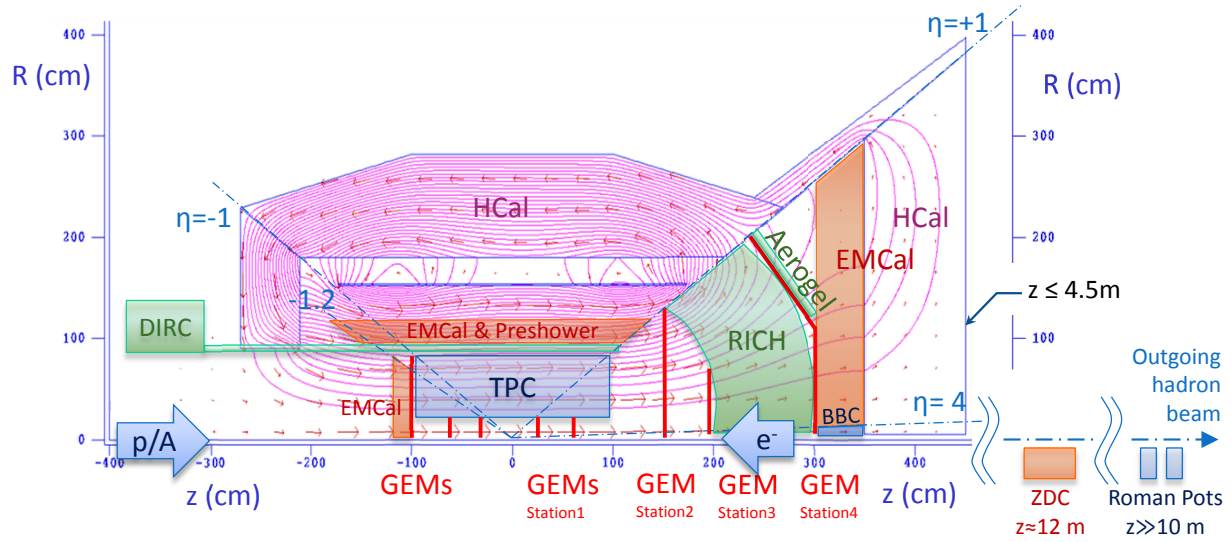 η=+1
400
400
R (cm)
R (cm)
300
300
η=-1
HCal
HCal
200
200
Aerogel
EMCal
z ≤ 4.5m
-1.2
DIRC
EMCal & Preshower
RICH
100
100
Outgoing
hadron
beam
TPC
EMCal
η= 4
BBC
p/A
e-
0
0
-400
-300
-200
-100
0
100
200
300
400
z (cm)
GEMs
GEMs
Station1
GEM
Station2
GEM
Station3
GEM
Station4
z (cm)
ZDC
z≈12 m
Roman Pots
z≫10 m